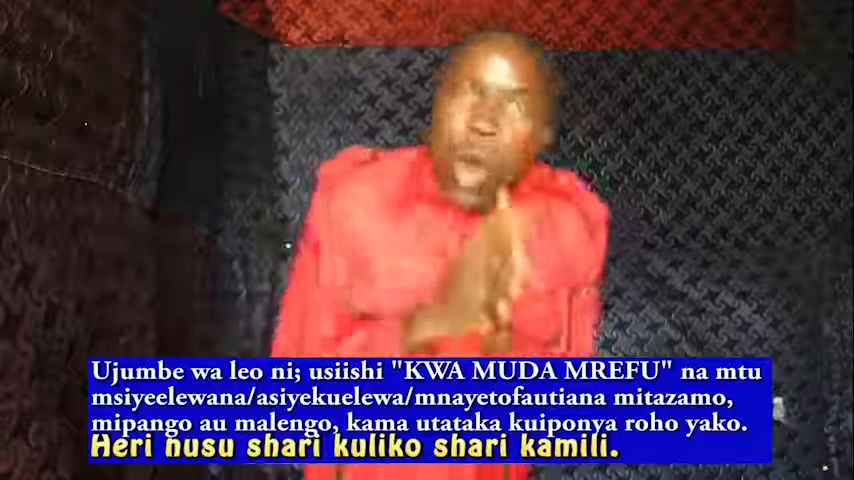 Ujumbe wa leo ni; usiishi "KWA MUDA MREFU" na mtu
msiyeelewana/asiyekuelewa/mnayetofautiana mitazamo,
mipango au malengo, kama utataka kuiponya roho yako.
Heri nusu shari kuliko shari kamili.